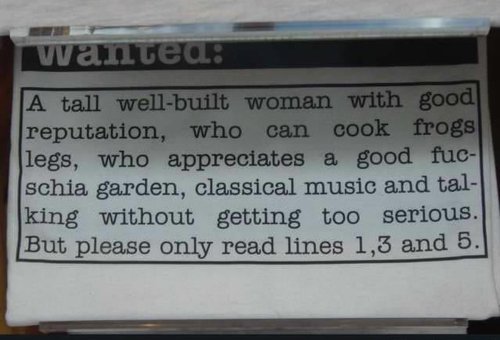 Wanted:
A tall well-built woman with good
reputation, who can cook frogs
legs, who appreciates a good fuc-
schia garden, classical music and tal-
king without getting too serious.
But please only read lines 1,3 and 5.